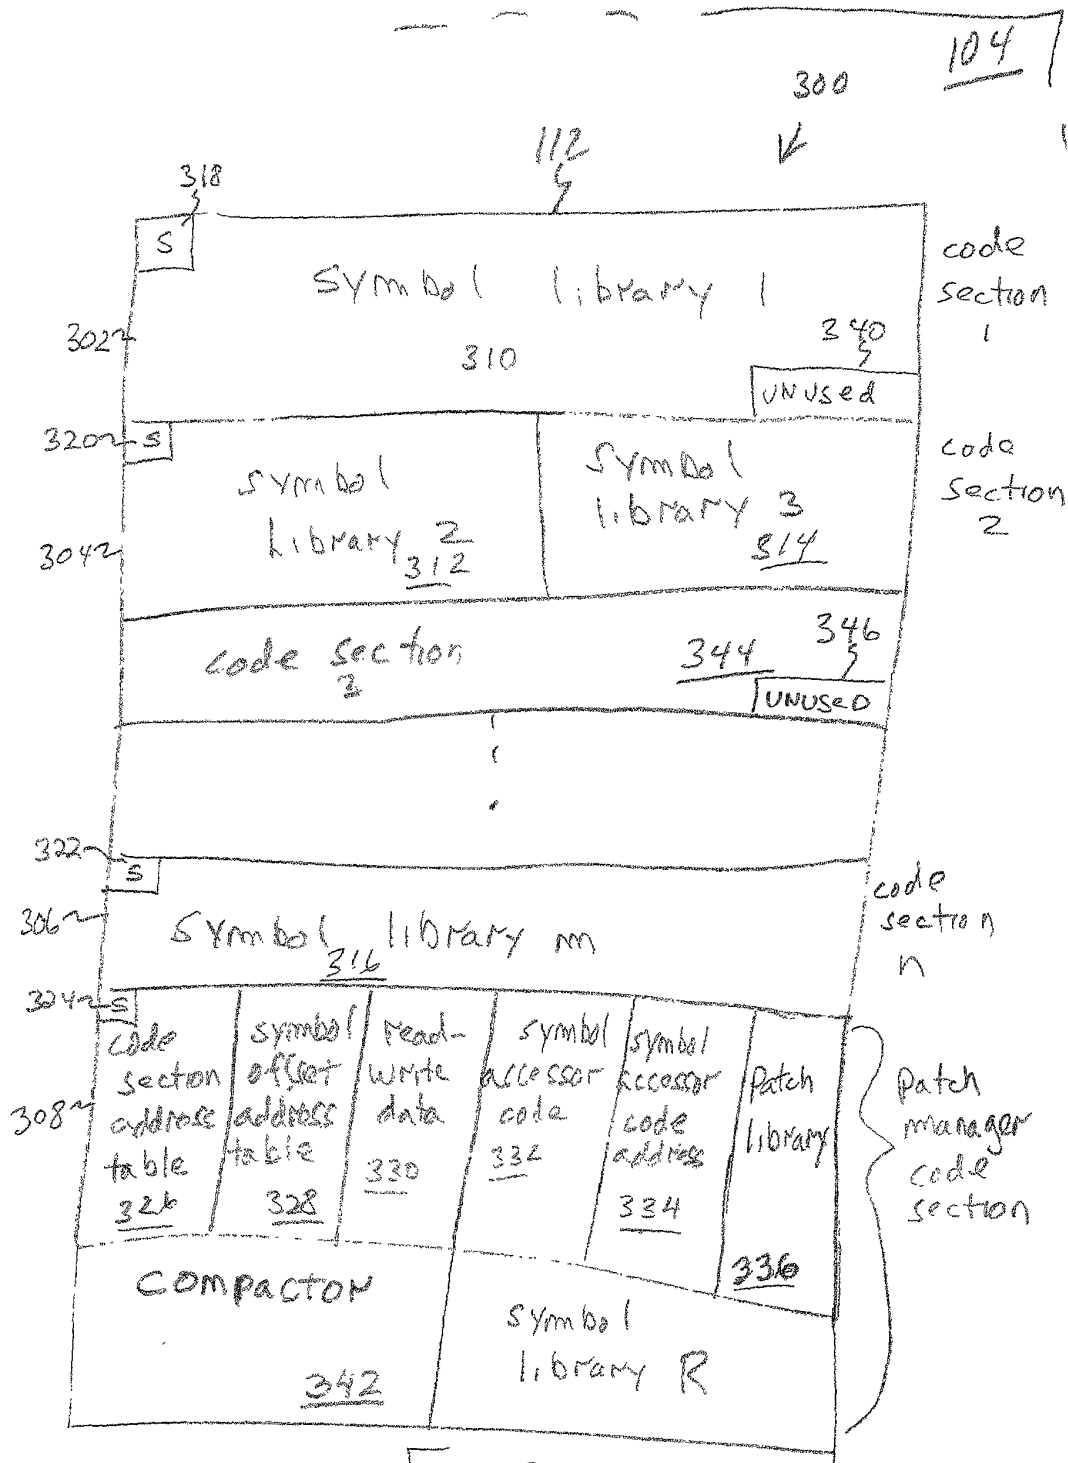 104
300
112
318
S
code
section
1
symbol library 1
302
310
340
UNUSed
320
S
code
section
2
symbol
library 2
312
symbol
library 3
314
304
code section
3
344
346
UNUSED
322
S
306
symbol library m
316
code
section
n
324
S
308
code
section
address
table
326
symbol
offset
address
table
328
read-
write
data
330
symbol
accessor
code
332
symbol
accessor
code
address
334
Patch
library
336
Patch
manager
code
section
COMPACTOR
342
symbol
library R